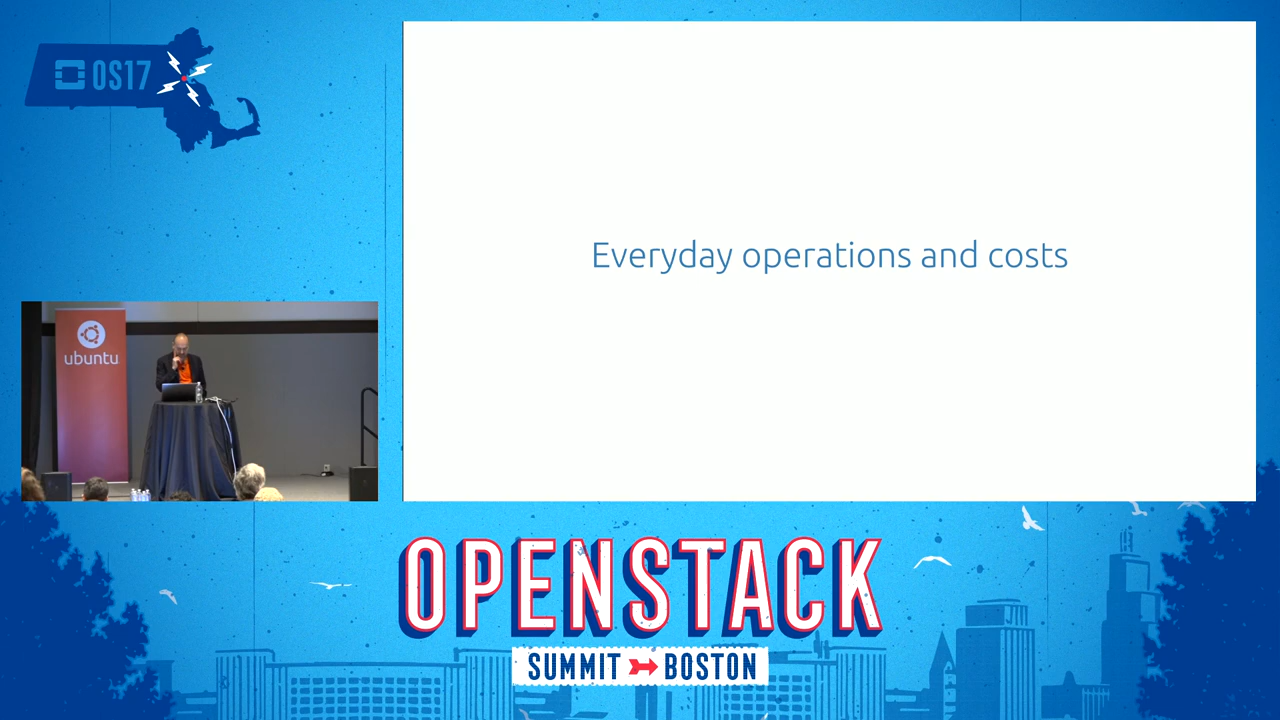 OS17
Everyday operations and costs
ubuntu
OPENSTACK
SUMMIT BOSTON